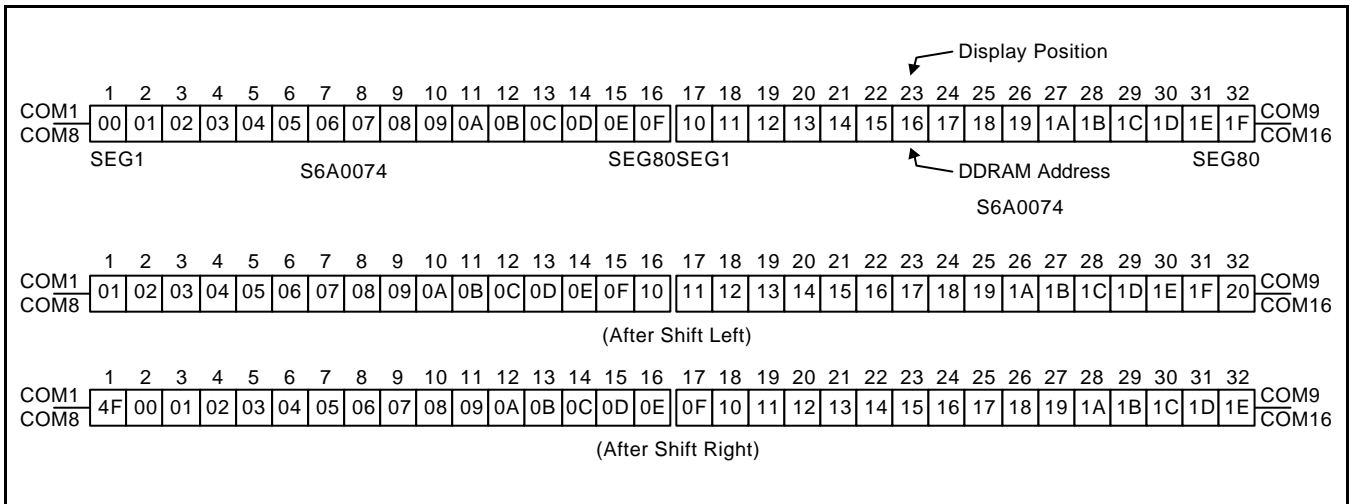 Display Position
1 2 3 4 5 6 7 8 9 10 11 12 13 14 15 16 17 18 19 20 21 22 23 24 25 26 27 28 29 30 31 32
COM1 00 01 02 03 04 05 06 07 08 09 0A 0B 0C 0D 0E 0F 10 11 12 13 14 15 16 17 18 19 1A 1B 1C 1D 1E 1F COM9
COM8 COM16
SEG1 S6A0074 SEG80 SEG1 SEG80
DDRAM Address
S6A0074
1 2 3 4 5 6 7 8 9 10 11 12 13 14 15 16 17 18 19 20 21 22 23 24 25 26 27 28 29 30 31 32
COM1 01 02 03 04 05 06 07 08 09 0A 0B 0C 0D 0E 0F 10 11 12 13 14 15 16 17 18 19 1A 1B 1C 1D 1E 1F 20 COM9
COM8 COM16
(After Shift Left)
1 2 3 4 5 6 7 8 9 10 11 12 13 14 15 16 17 18 19 20 21 22 23 24 25 26 27 28 29 30 31 32
COM1 4F 00 01 02 03 04 05 06 07 08 09 0A 0B 0C 0D 0E 0F 10 11 12 13 14 15 16 17 18 19 1A 1B 1C 1D 1E COM9
COM8 COM16
(After Shift Right)